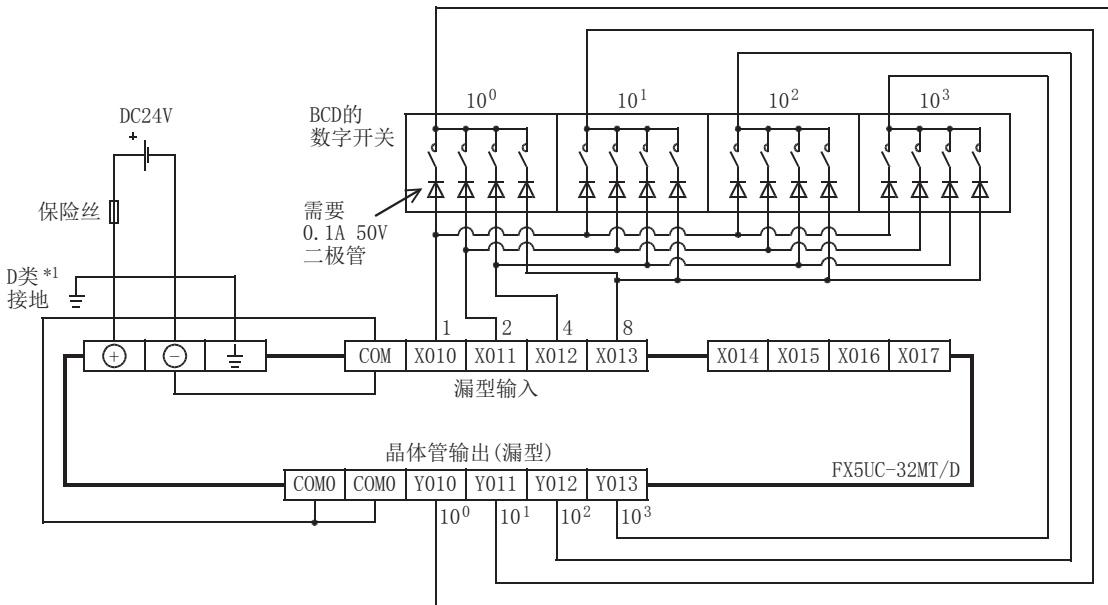 10⁰ 10¹ 10² 10³
DC24V
+
BCD的
数字开关
保险丝
需要
0.1A 50V
二极管
D类 *1
接地
1 2 4 8
+ −
COM X010 X011 X012 X013
X014 X015 X016 X017
漏型输入
晶体管输出(漏型)
FX5UC-32MT/D
COM0 COM0 Y010 Y011 Y012 Y013
10⁰ 10¹ 10² 10³